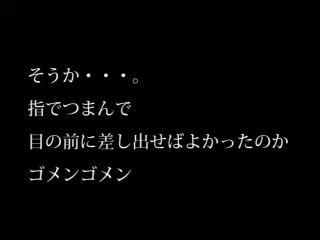 そうか・・・。
指でつまんで
目の前に差し出せばよかったのか
ゴメンゴメン